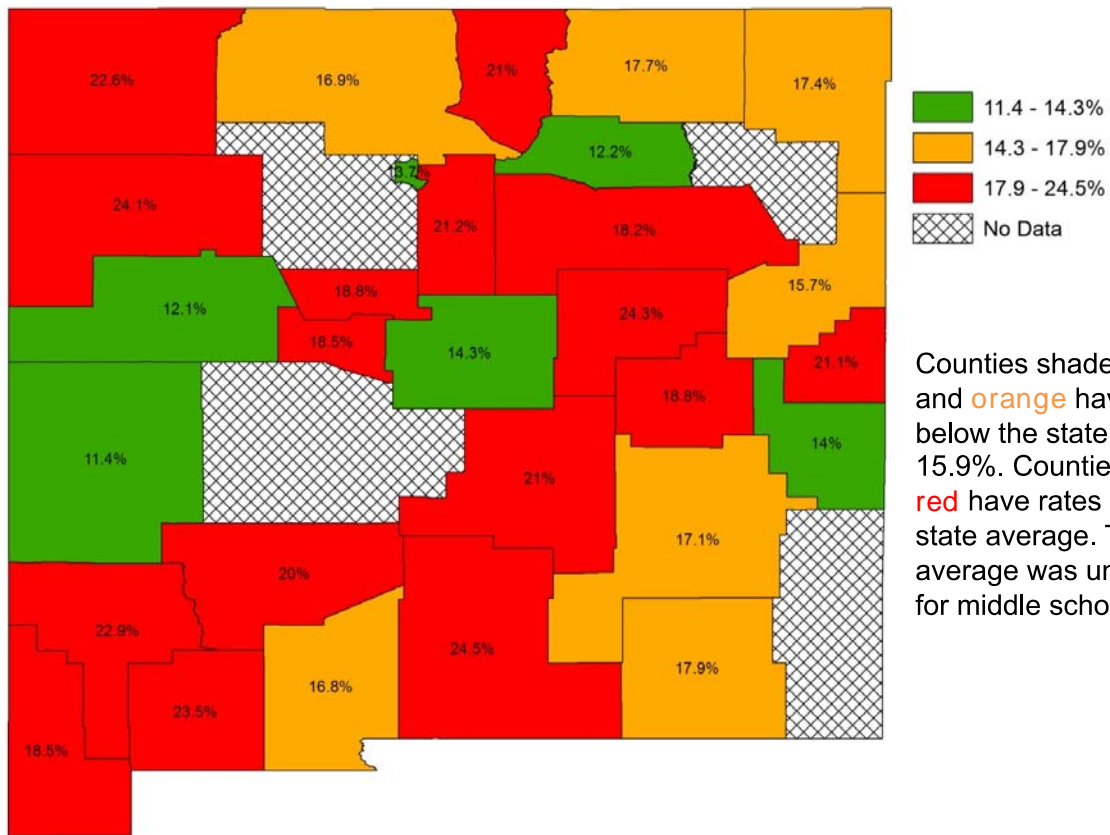 22.6%
16.9%
21%
17.7%
17.4%
11.4 - 14.3%
14.3 - 17.9%
17.9 - 24.5%
No Data
12.2%
13.7%
24.1%
21.2%
18.2%
15.7%
18.8%
12.1%
24.3%
18.5%
14.3%
21.1%
18.8%
14%
11.4%
21%
17.1%
20%
22.9%
24.5%
17.9%
16.8%
23.5%
18.5%
Counties shade
and orange hav
below the state
15.9%. Countie
red have rates
state average. T
average was un
for middle scho